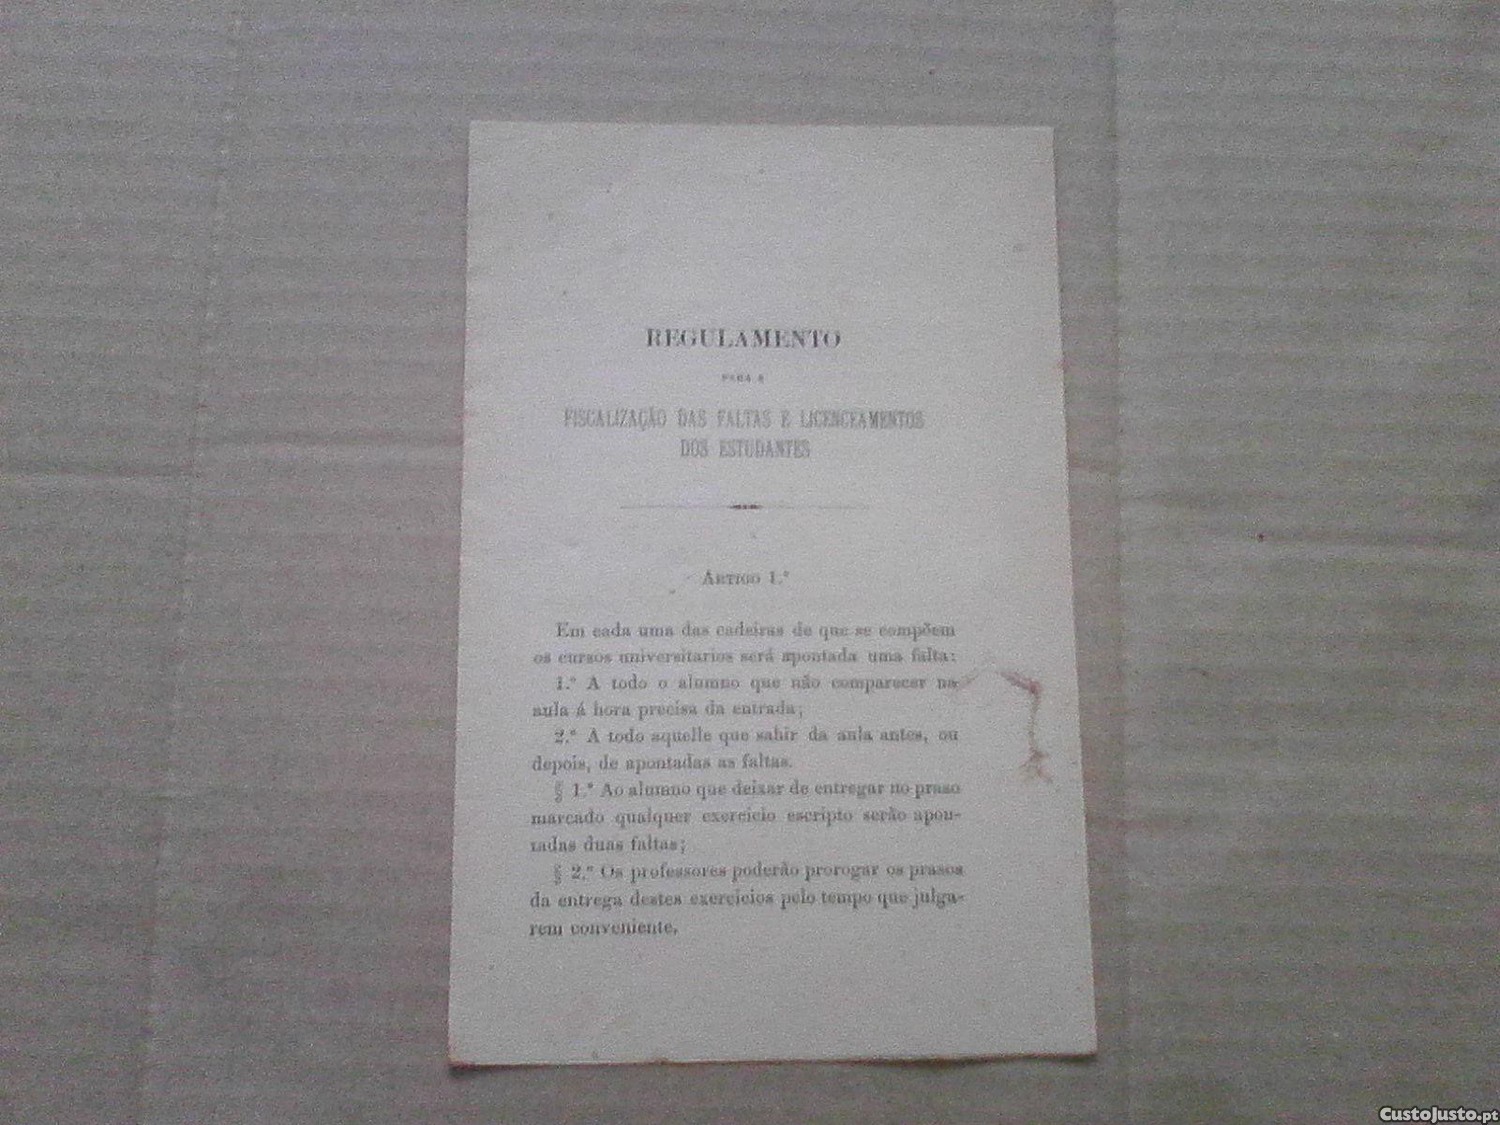 REGULAMENTO
PARA A
FISCALIZAÇÃO DAS FALTAS E LICENCEAMENTOS
DOS ESTUDANTES
ARTIGO 1.º
Em cada uma das cadeiras de que se compõem
os cursos universitarios será apontada uma falta:
1.º A todo o alumno que não comparecer na
aula á hora precisa da entrada;
2.º A todo aquelle que sahir da aula antes, ou
depois, de apontadas as faltas.
§ 1.º Ao alumno que deixar de entregar no praso
marcado qualquer exercicio escripto serão apon-
tadas duas faltas;
§ 2.º Os professores poderão prorogar os prasos
da entrega destes exercicios pelo tempo que julga-
rem conveniente.
CustoJusto.pt